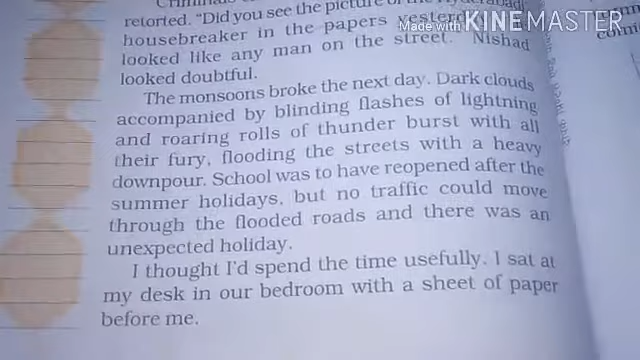 retorted. "Did you see the picture of the
housebreaker in the papers
looked like any man on the street." Nishad
looked doubtful.
The monsoons broke the next day. Dark clouds
accompanied by blinding flashes of lightning
and roaring rolls of thunder burst with all
their fury, flooding the streets with a heavy
downpour. School was to have reopened after the
summer holidays, but no traffic could move
through the flooded roads and there was an
unexpected holiday.
I thought I'd spend the time usefully. I sat at
my desk in our bedroom with a sheet of paper
before me.
Made with KINEMASTER